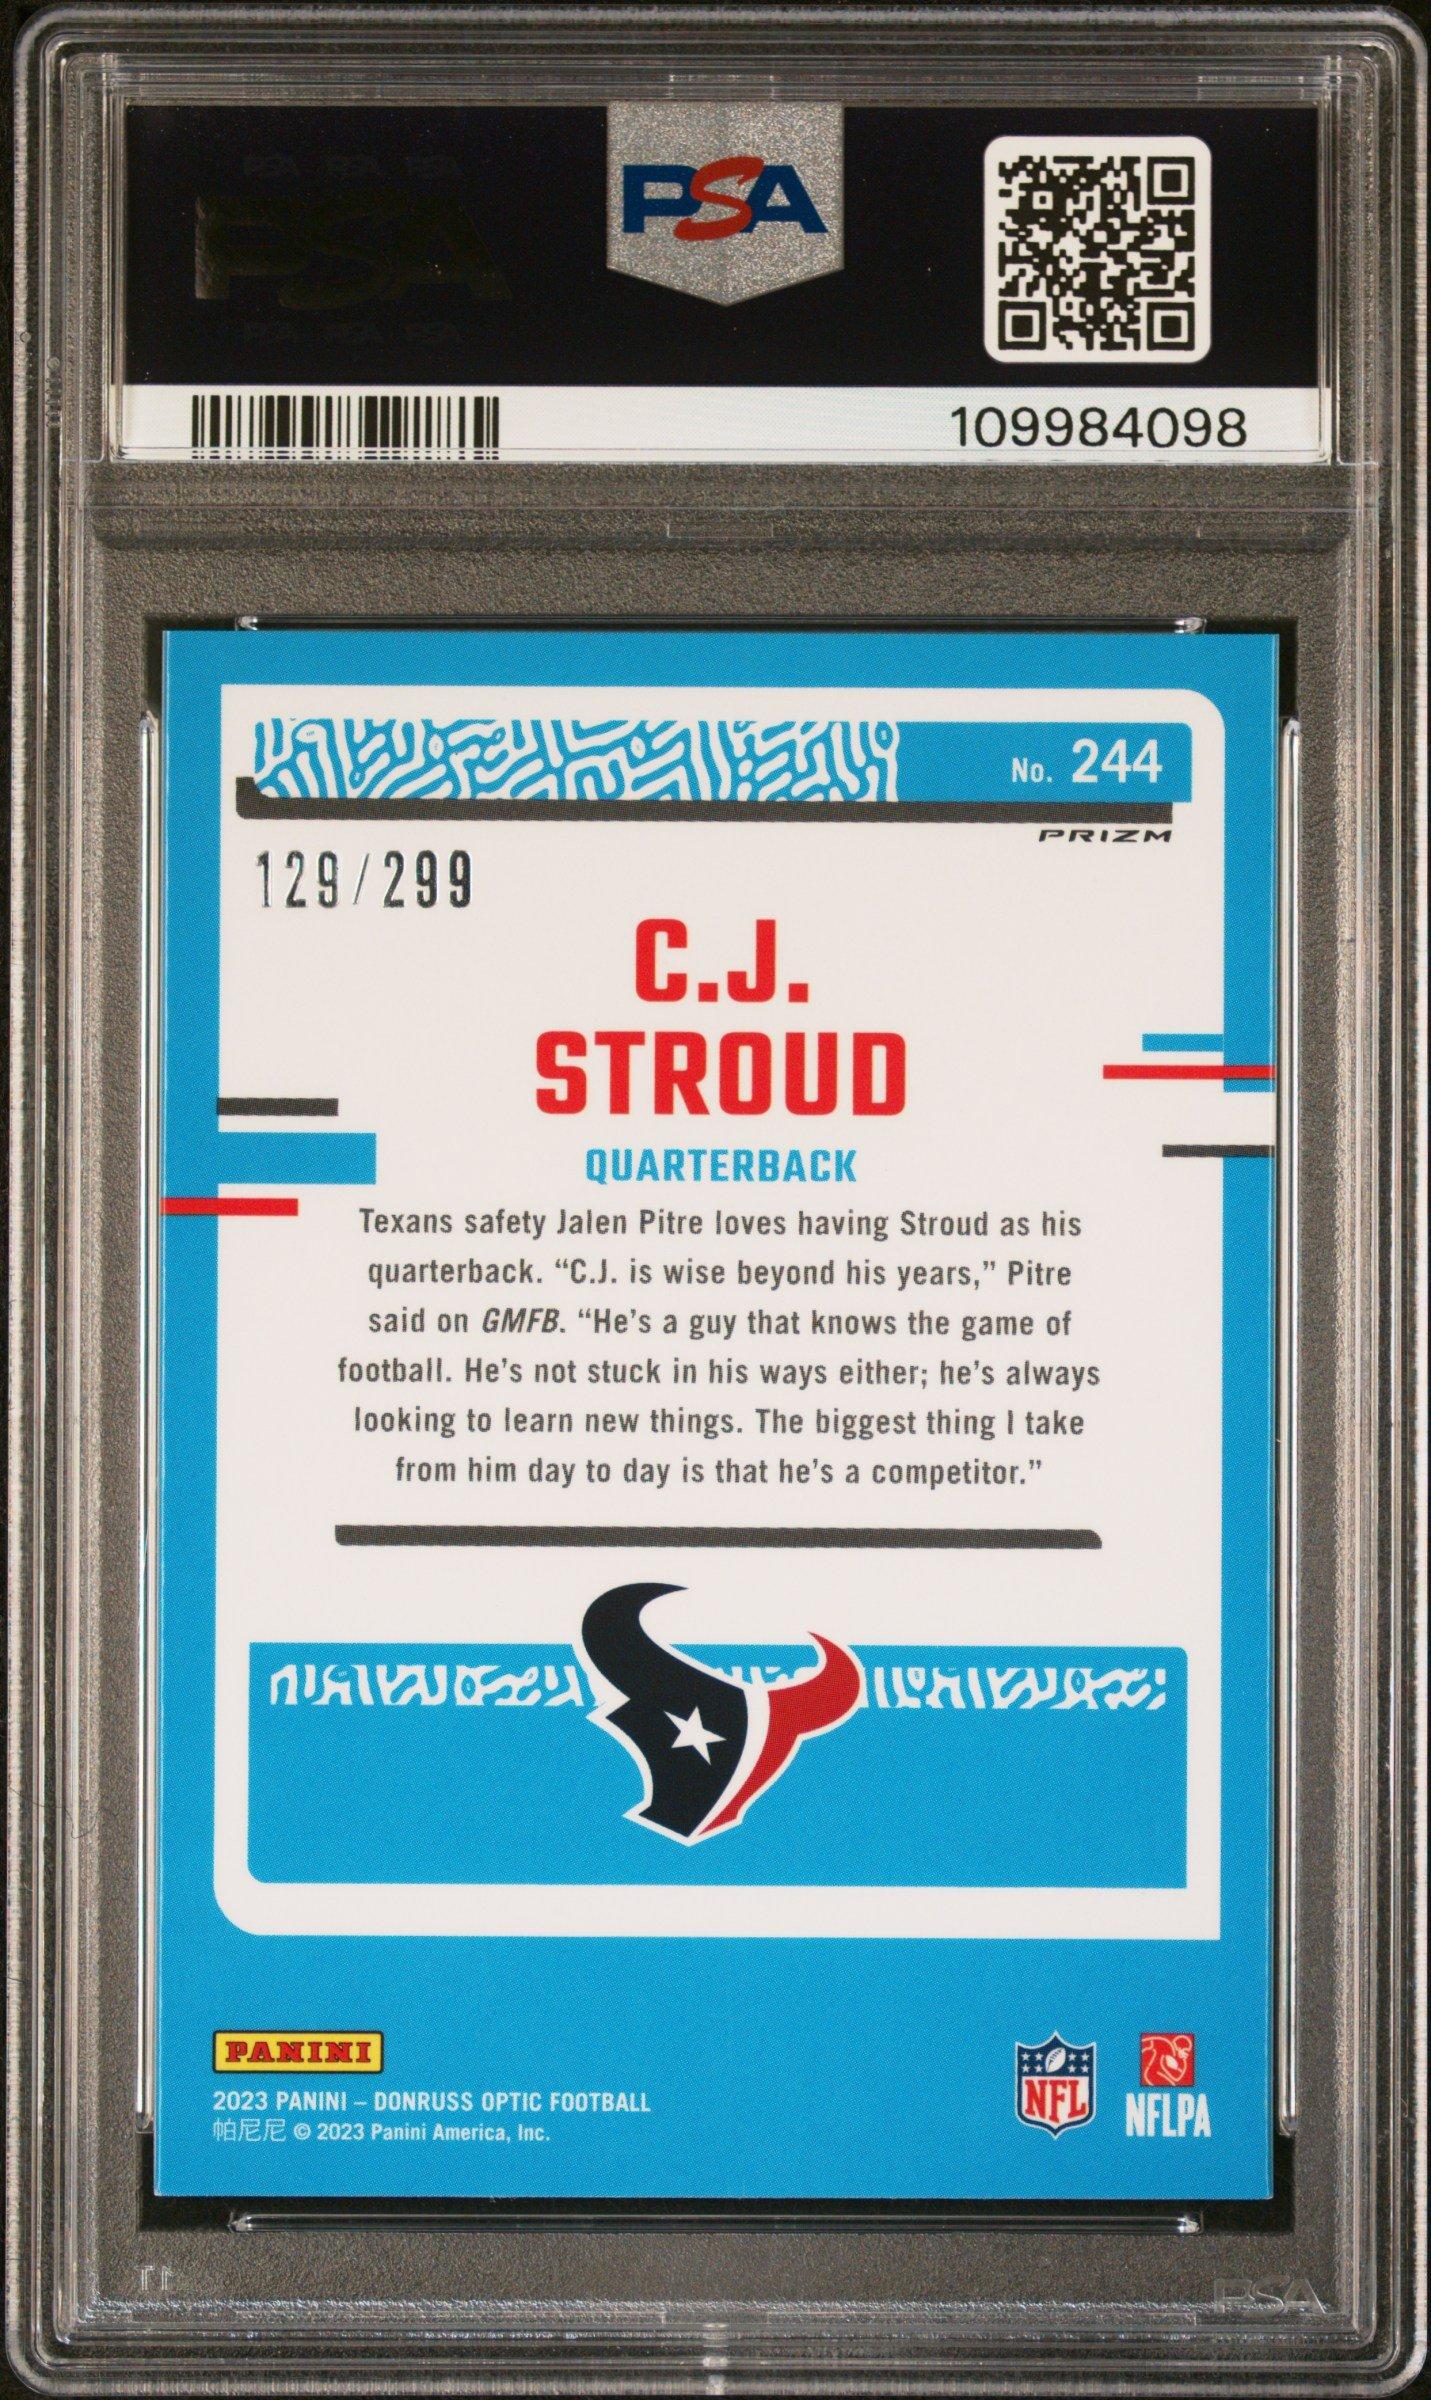 PSA
109984098
No. 244
PRIZM
129/299
C.J.
STROUD
QUARTERBACK
Texans safety Jalen Pitre loves having Stroud as his
quarterback. “C.J. is wise beyond his years,” Pitre
said on GMFB. “He’s a guy that knows the game of
football. He’s not stuck in his ways either; he’s always
looking to learn new things. The biggest thing I take
from him day to day is that he’s a competitor.”
PANINI
2023 PANINI – DONRUSS OPTIC FOOTBALL
帕尼尼 © 2023 Panini America, Inc.
NFL
NFLPA
PSA